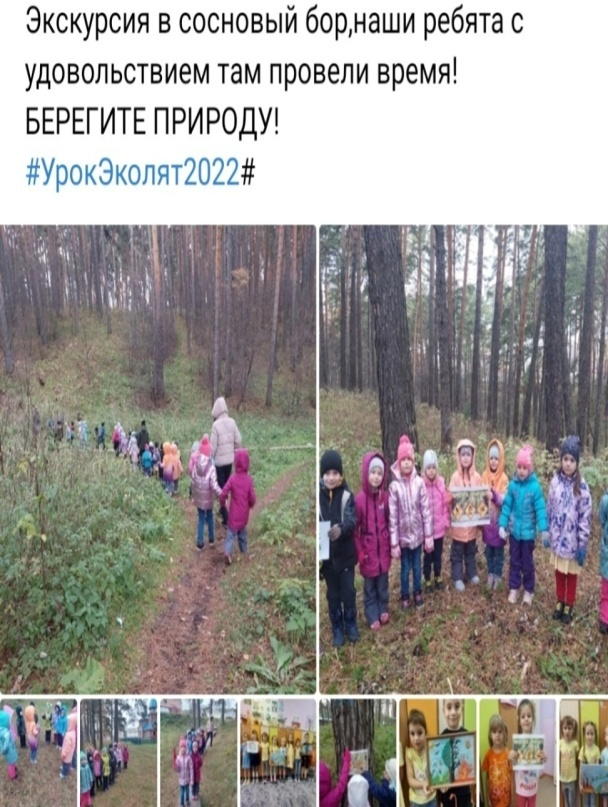 Экскурсия в сосновый бор,наши ребята с
удовольствием там провели время!
БЕРЕГИТЕ ПРИРОДУ!
#УрокЭколят2022#